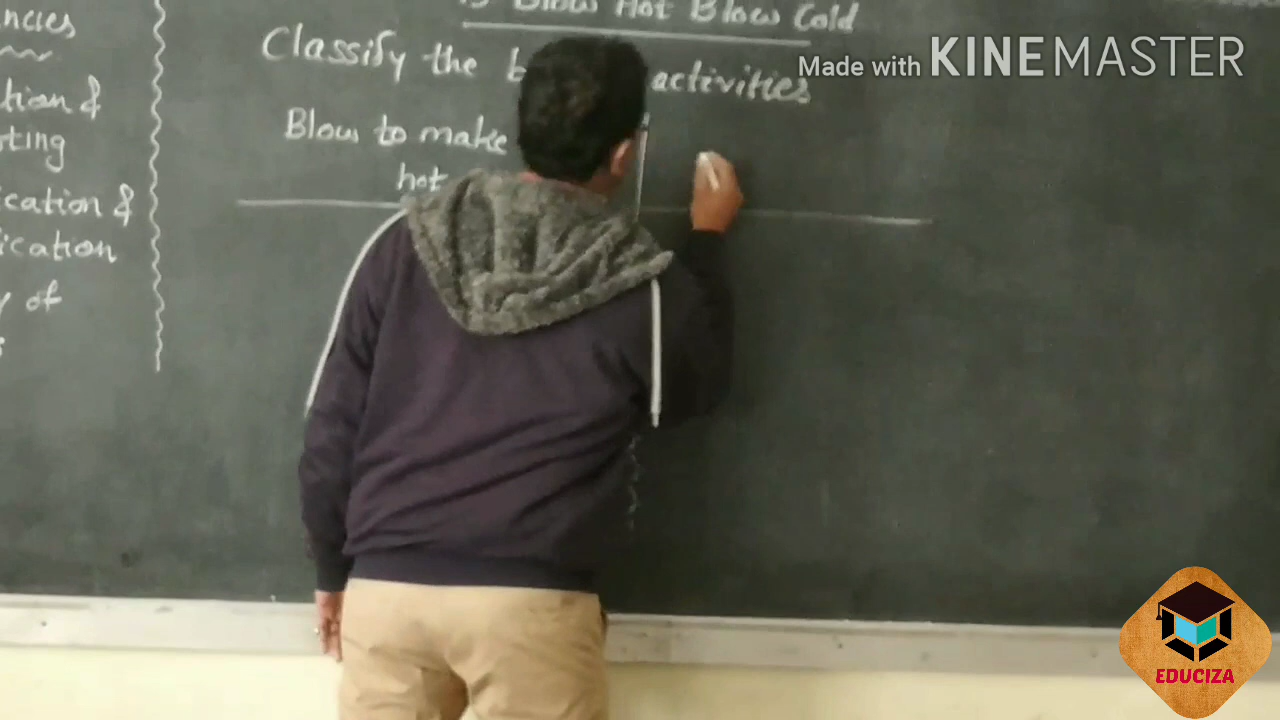 Blow Hot Blow Cold
Classify the activities
Blow to make
hot
ncies
tion &
ting
ication &
ication
y of
Made with KINEMASTER
EDUCIZA